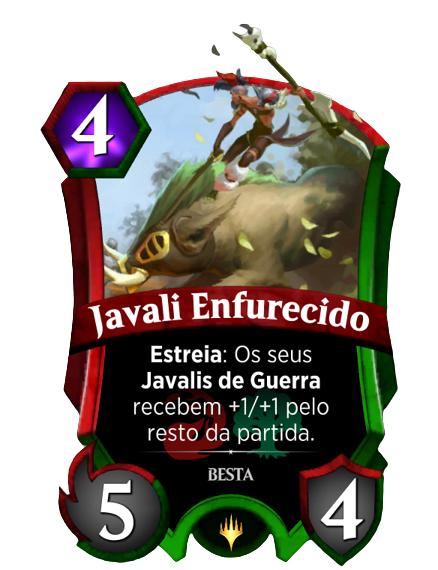 4
Javali Enfurecido
Estreia: Os seus
Javalis de Guerra
recebem +1/+1 pelo
resto da partida.
BESTA
5
4